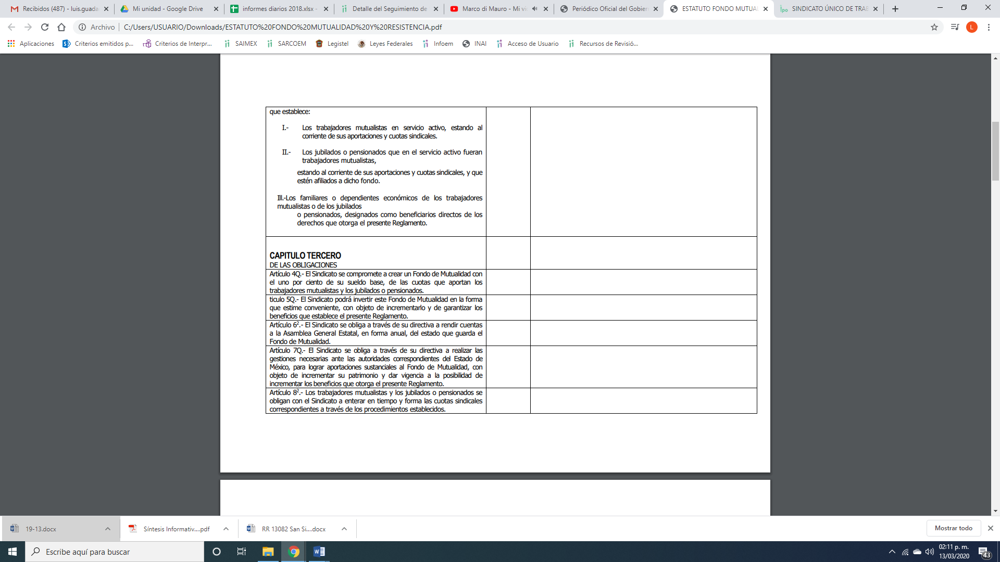 Recibidos (487) - luis.guada
Mi unidad - Google Drive
informes diarios 2018.xlsx -
Detalle del Seguimiento de
Marco di Mauro - Mi vi
Periódico Oficial del Gobier
ESTATUTO FONDO MUTUAL
SINDICATO ÚNICO DE TRAB
Archivo
C:/Users/USUARIO/Downloads/ESTATUTO%20FONDO%20MUTUALIDAD%20Y%20RESISTENCIA.pdf
L
Aplicaciones
Criterios emitidos p...
Criterios de Interpr...
SAIMEX
SARCOEM
Legistel
Leyes Federales
Infoem
INAI
Acceso de Usuario
Recursos de Revisió...
que establece:
I.- Los trabajadores mutualistas en servicio activo, estando al
corriente de sus aportaciones y cuotas sindicales.
II.- Los jubilados o pensionados que en el servicio activo fueran
trabajadores mutualistas,
estando al corriente de sus aportaciones y cuotas sindicales, y que
estén afiliados a dicho fondo.
Ill.-Los familiares o dependientes económicos de los trabajadores
mutualistas o de los jubilados
o pensionados, designados como beneficiarios directos de los
derechos que otorga el presente Reglamento.
CAPITULO TERCERO
DE LAS OBLIGACIONES
Artículo 4Q.- El Sindicato se compromete a crear un Fondo de Mutualidad con
el uno por ciento de su sueldo base, de las cuotas que aportan los
trabajadores mutualistas y los jubilados o pensionados.
ticulo 5Q.- El Sindicato podrá invertir este Fondo de Mutualidad en la forma
que estime conveniente, con objeto de incrementarlo y de garantizar los
beneficios que establece el presente Reglamento.
Artículo 6².- El Sindicato se obliga a través de su directiva a rendir cuentas
a la Asamblea General Estatal, en forma anual, del estado que guarda el
Fondo de Mutualidad.
Artículo 7Q.- El Sindicato se obliga a través de su directiva a realizar las
gestiones necesarias ante las autoridades correspondientes del Estado de
México, para lograr aportaciones sustanciales al Fondo de Mutualidad, con
objeto de incrementar su patrimonio y dar vigencia a la posibilidad de
incrementar los beneficios que otorga el presente Reglamento.
Artículo 8².- Los trabajadores mutualistas y los jubilados o pensionados se
obligan con el Sindicato a enterar en tiempo y forma las cuotas sindicales
correspondientes a través de los procedimientos establecidos.
19-13.docx
Síntesis Informativ....pdf
RR 13082 San Si....docx
Mostrar todo
Escribe aquí para buscar
02:11 p. m.
13/03/2020
43